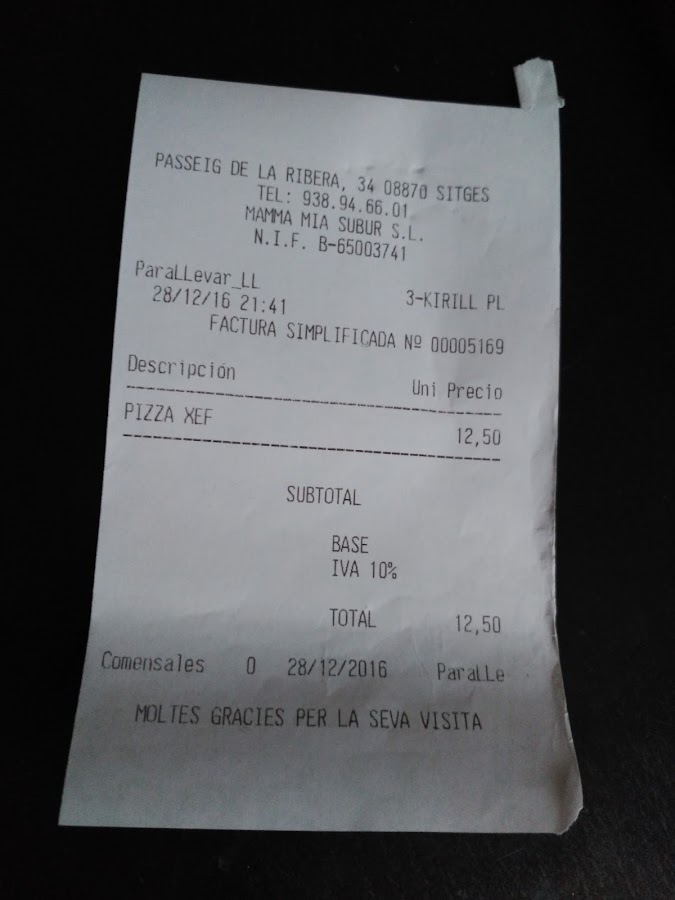 PASSEIG DE LA RIBERA, 34 08870 SITGES
TEL: 938.94.66.01
MAMMA MIA SUBUR S.L.
N.I.F. B-65003741
ParaLLevar_LL 3-KIRILL PL
28/12/16 21:41
FACTURA SIMPLIFICADA Nº 00005169
Descripción Uni Precio
PIZZA XEF 12,50
SUBTOTAL
BASE
IVA 10%
TOTAL 12,50
Comensales 0 28/12/2016 ParaLLe
MOLTES GRACIES PER LA SEVA VISITA